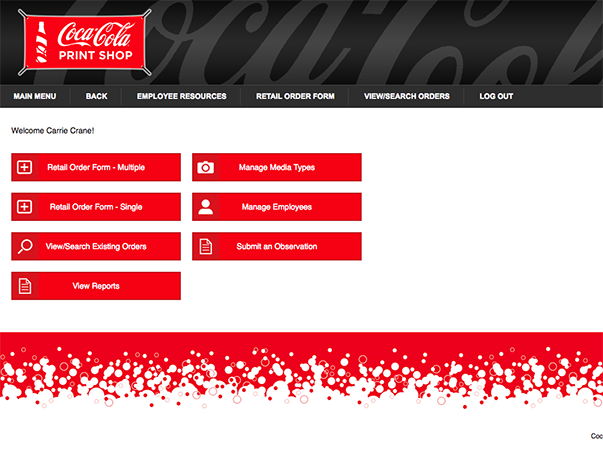 Coca-Cola
PRINT SHOP
MAIN MENU BACK EMPLOYEE RESOURCES RETAIL ORDER FORM VIEW/SEARCH ORDERS LOG OUT
Welcome Carrie Crane!
Retail Order Form - Multiple
Manage Media Types
Retail Order Form - Single
Manage Employees
View/Search Existing Orders
Submit an Observation
View Reports
Coc